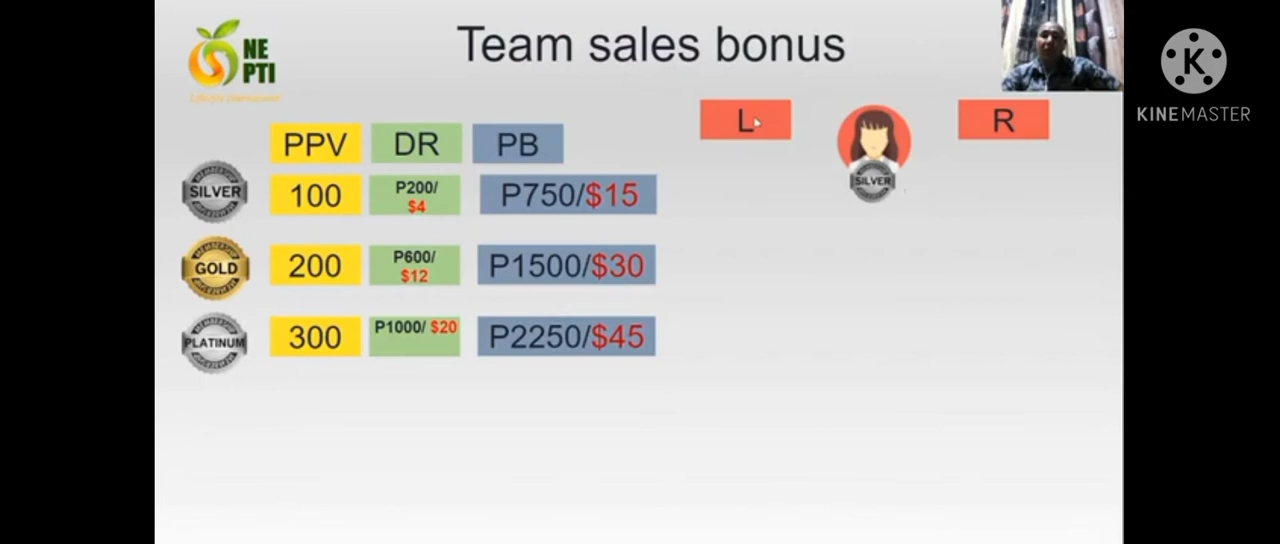 Team sales bonus
NE
PTI
K
KINEMASTER
L
R
PPV
DR
PB
SILVER
100
P200/
$4
P750/$15
SILVER
GOLD
200
P600/
$12
P1500/$30
PLATINUM
300
P1000/ $20
P2250/$45